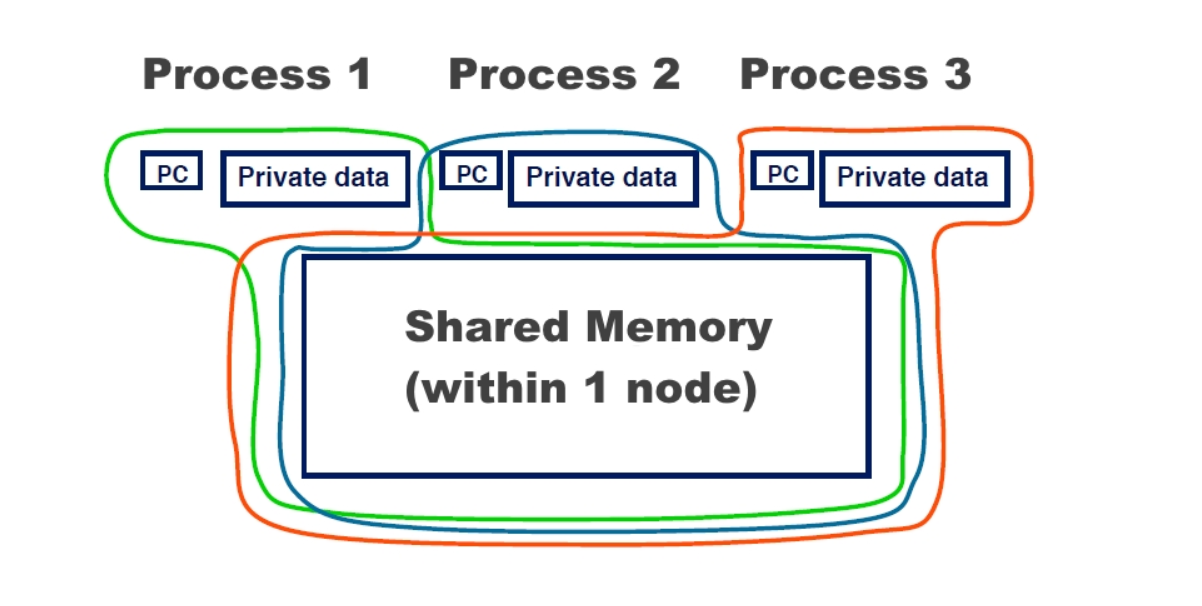 Process 1 Process 2 Process 3
PC Private data PC Private data PC Private data
Shared Memory
(within 1 node)